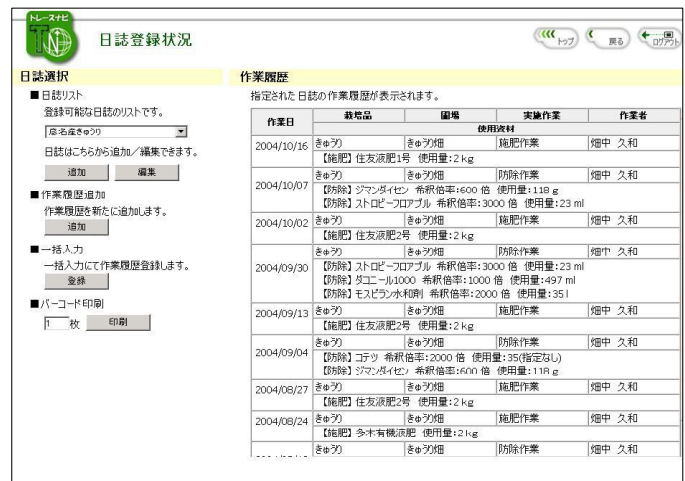 トレースナビ
TN
日誌登録状況
トップ
戻る
ログアウト
日誌選択
■日誌リスト
登録可能な日誌のリストです。
日誌はこちらから追加／編集できます。
追加 編集
■作業履歴追加
作業履歴を新たに追加します。
追加
■一括入力
一括入力にて作業履歴登録します。
登録
■バーコード印刷
1 枚 印刷
作業履歴
指定された日誌の作業履歴が表示されます。
作業日 栽培品 圃場 実施作業 作業者
使用資材
2004/10/16 きゅうり きゅうり畑 施肥作業 畑中 久和
【施肥】住友液肥1号 使用量:2kg
2004/10/07 きゅうり きゅうり畑 防除作業 畑中 久和
【防除】ジマンダイセン 希釈倍率:600 倍 使用量:118 g
【防除】ストロビーフロアブル 希釈倍率:3000 倍 使用量:23 ml
2004/10/02 きゅうり きゅうり畑 施肥作業 畑中 久和
【施肥】住友液肥2号 使用量:2kg
2004/09/30 きゅうり きゅうり畑 防除作業 畑中 久和
【防除】ストロビーフロアブル 希釈倍率:3000 倍 使用量:23 ml
【防除】ダコニール1000 希釈倍率:1000 倍 使用量:497 ml
【防除】モスピラン水和剤 希釈倍率:2000 倍 使用量:35 l
2004/09/13 きゅうり きゅうり畑 施肥作業 畑中 久和
【施肥】住友液肥2号 使用量:2kg
2004/09/04 きゅうり きゅうり畑 防除作業 畑中 久和
【防除】コテツ 希釈倍率:2000 倍 使用量:35(指定なし)
【防除】ジマンダイセン 希釈倍率:600 倍 使用量:118 g
2004/08/27 きゅうり きゅうり畑 施肥作業 畑中 久和
【施肥】住友液肥2号 使用量:2kg
2004/08/24 きゅうり きゅうり畑 施肥作業 畑中 久和
【施肥】多木有機液肥 使用量:2kg
きゅうり きゅうり畑 防除作業 畑中 久和